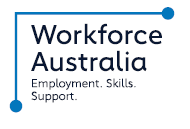 Workforce
Australia
Employment. Skills.
Support.